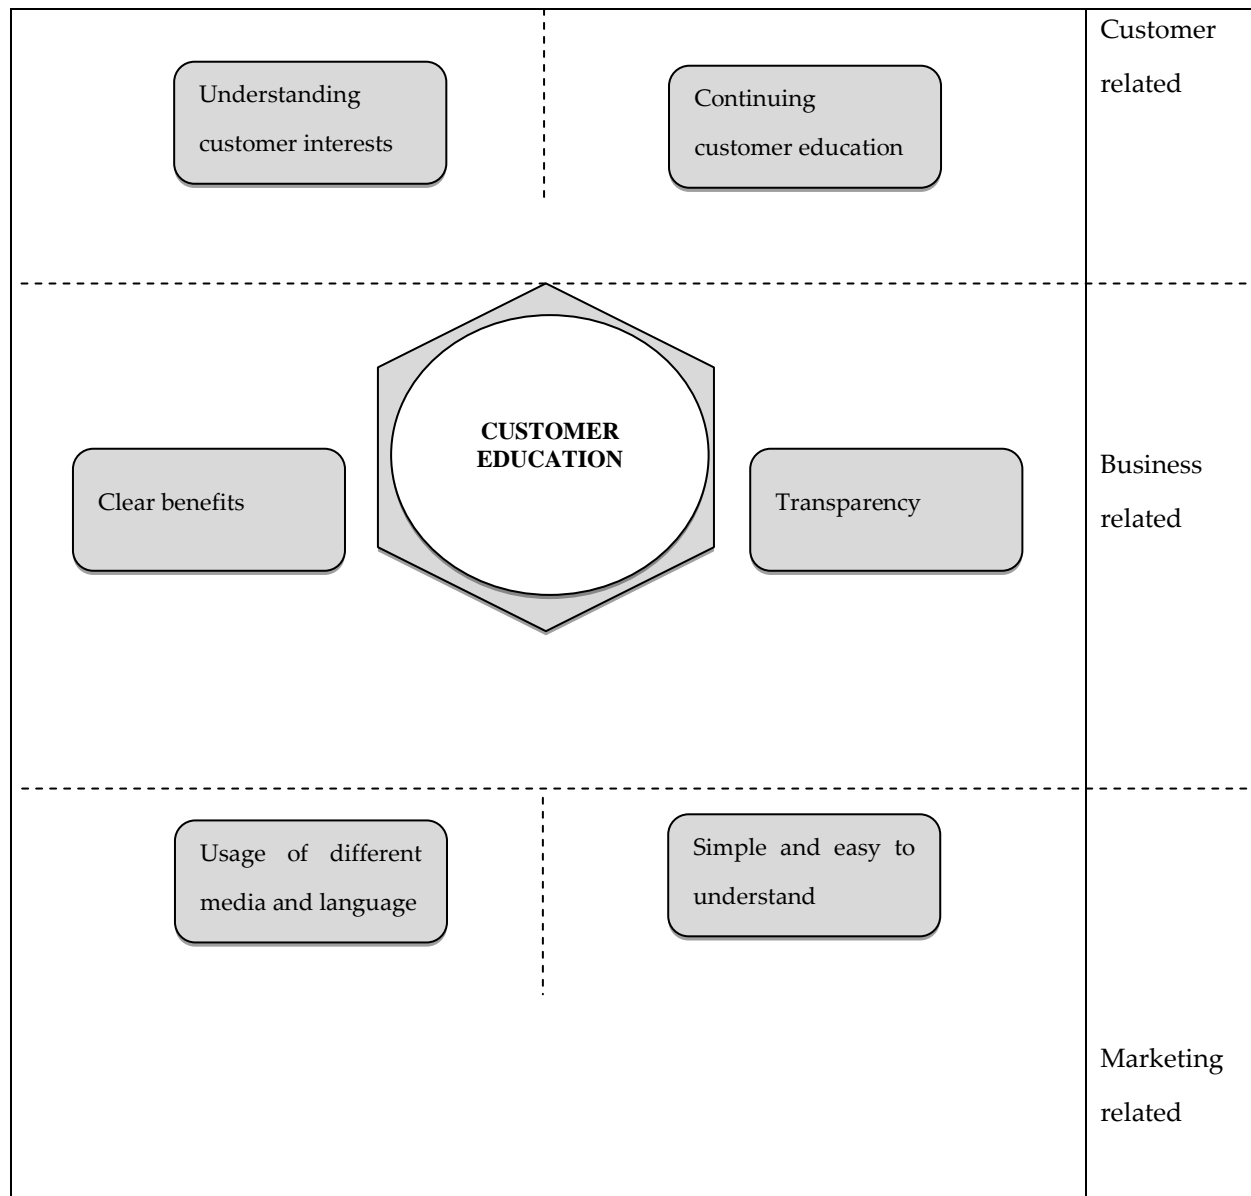 Customer
related
Understanding
customer interests
Continuing
customer education
CUSTOMER
EDUCATION
Clear benefits
Transparency
Business
related
Usage of different
media and language
Simple and easy to
understand
Marketing
related